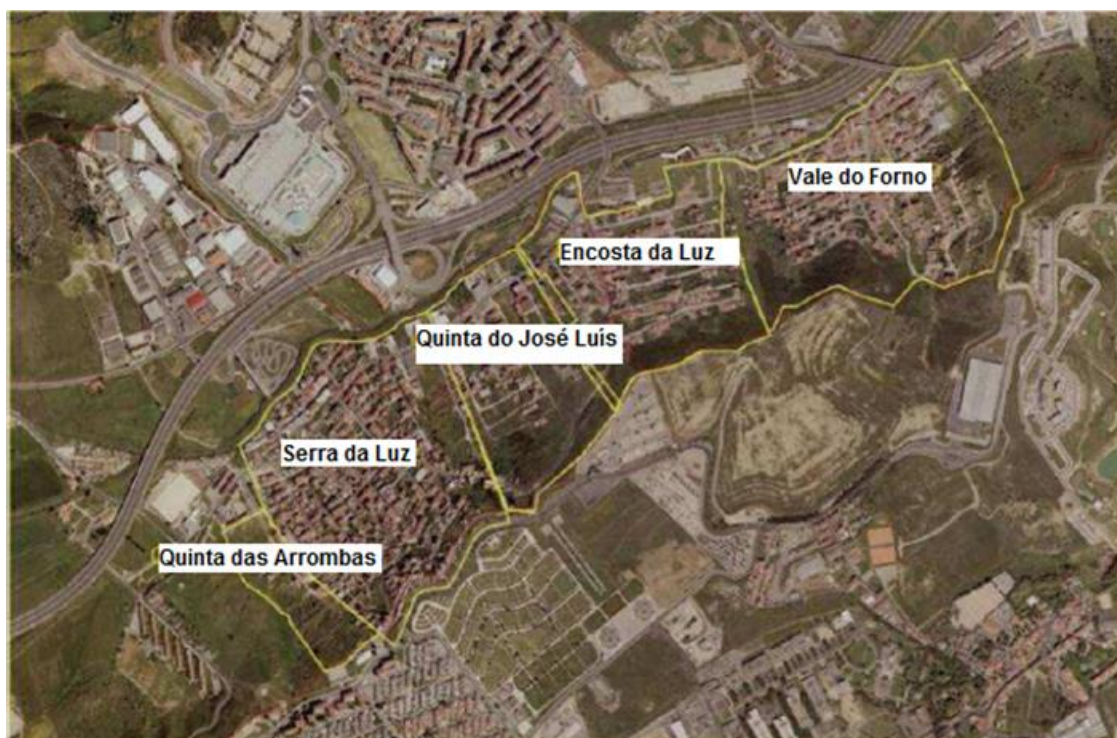 Vale do Forno
Encosta da Luz
Quinta do José Luís
Serra da Luz
Quinta das Arrombas